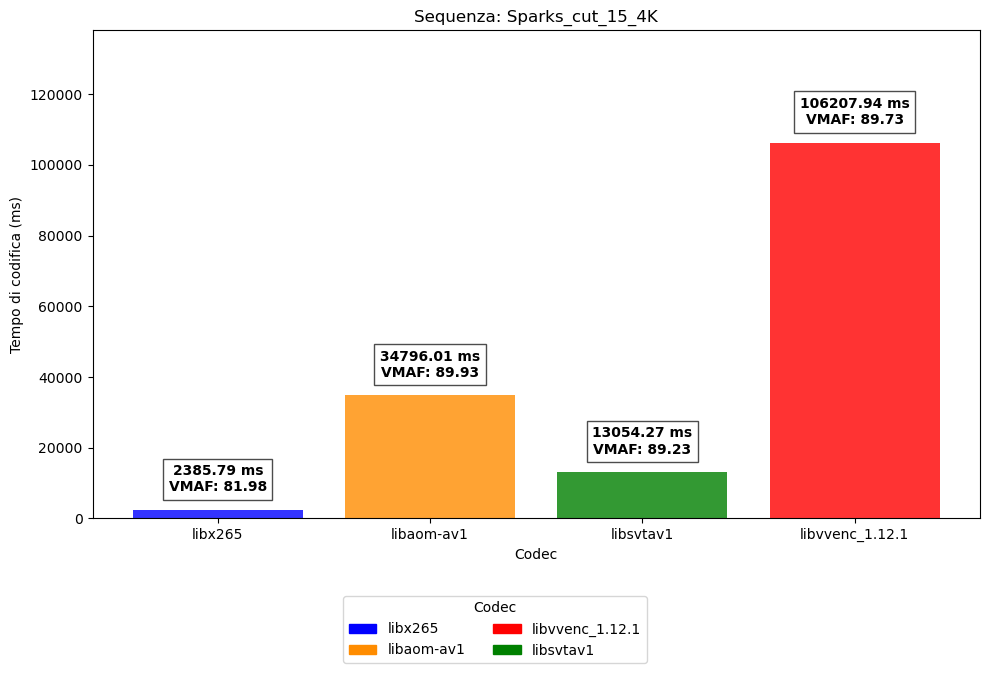 Sequenza: Sparks_cut_15_4K
Tempo di codifica (ms)
120000
100000
80000
60000
40000
20000
0
106207.94 ms
VMAF: 89.73
34796.01 ms
VMAF: 89.93
13054.27 ms
VMAF: 89.23
2385.79 ms
VMAF: 81.98
libx265
libaom-av1
libsvtav1
libvvenc_1.12.1
Codec
Codec
libx265
libaom-av1
libvvenc_1.12.1
libsvtav1